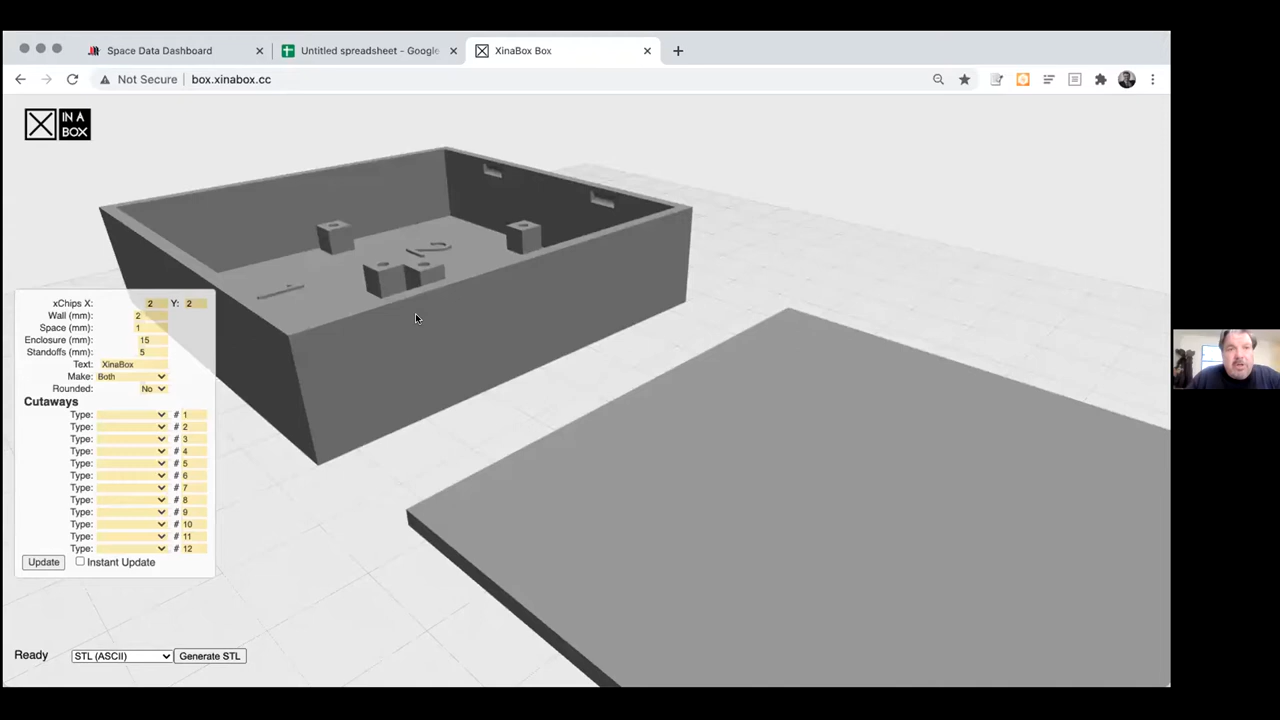 Space Data Dashboard
Untitled spreadsheet - Google
XinaBox Box
Not Secure
box.xinabox.cc
IN A
BOX
xChips X: 2 Y: 2
Wall (mm): 2
Space (mm): 1
Enclosure (mm): 15
Standoffs (mm): 5
Text: XinaBox
Make: Both
Rounded: No
Cutaways
Type: # 1
Type: # 2
Type: # 3
Type: # 4
Type: # 5
Type: # 6
Type: # 7
Type: # 8
Type: # 9
Type: # 10
Type: # 11
Type: # 12
Update
Instant Update
Ready
STL (ASCII)
Generate STL
1
2